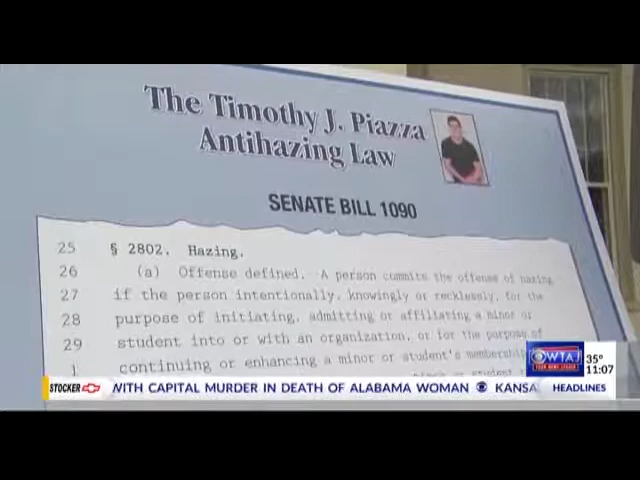 The Timothy J. Piazza
Antihazing Law
SENATE BILL 1090
25 § 2802. Hazing.
26 (a) Offense defined. A person commits the offense of hazing
27 if the person intentionally, knowingly or recklessly, for the
28 purpose of initiating, admitting or affiliating a minor or
29 student into or with an organization, or for the purpose of
1 continuing or enhancing a minor or student's membership
WTAJ
YOUR NEWS LEADER
35°
11:07
STOCKER
WITH CAPITAL MURDER IN DEATH OF ALABAMA WOMAN KANSA
HEADLINES